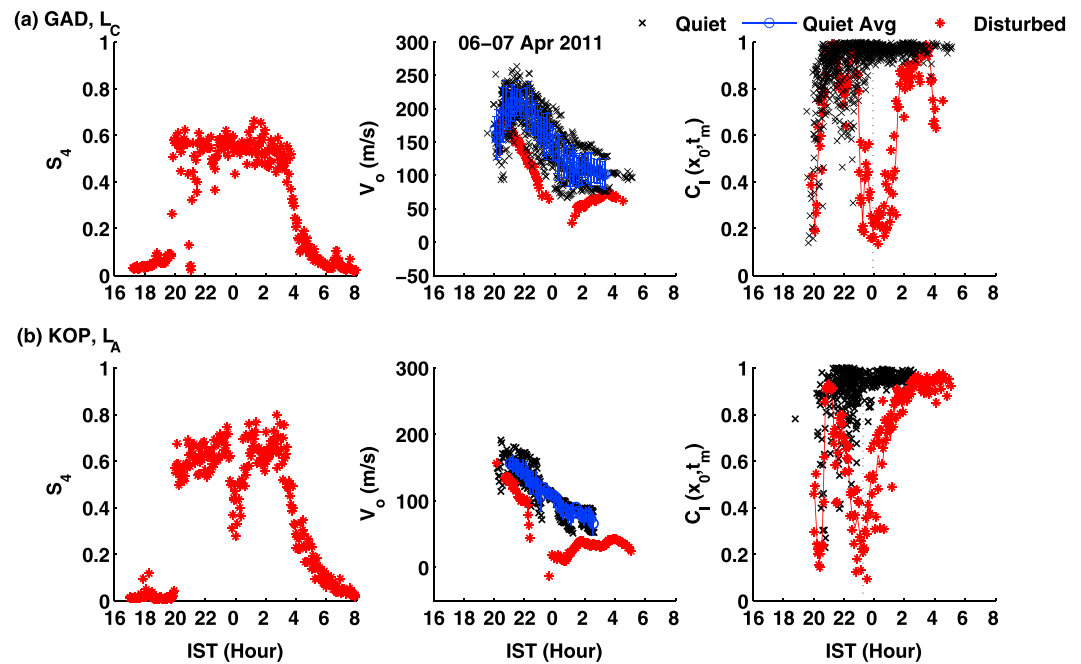 (a) GAD, L_C
Quiet Quiet Avg Disturbed
06−07 Apr 2011
S_4
1
0.8
0.6
0.4
0.2
0
16 18 20 22 0 2 4 6 8
V_o (m/s)
300
250
200
150
100
50
0
−50
16 18 20 22 0 2 4 6 8
C_I (x_0,t_m)
1
0.8
0.6
0.4
0.2
0
16 18 20 22 0 2 4 6 8
(b) KOP, L_A
S_4
1
0.8
0.6
0.4
0.2
0
16 18 20 22 0 2 4 6 8
IST (Hour)
V_o (m/s)
300
200
100
0
16 18 20 22 0 2 4 6 8
IST (Hour)
C_I (x_0,t_m)
1
0.8
0.6
0.4
0.2
0
16 18 20 22 0 2 4 6 8
IST (Hour)